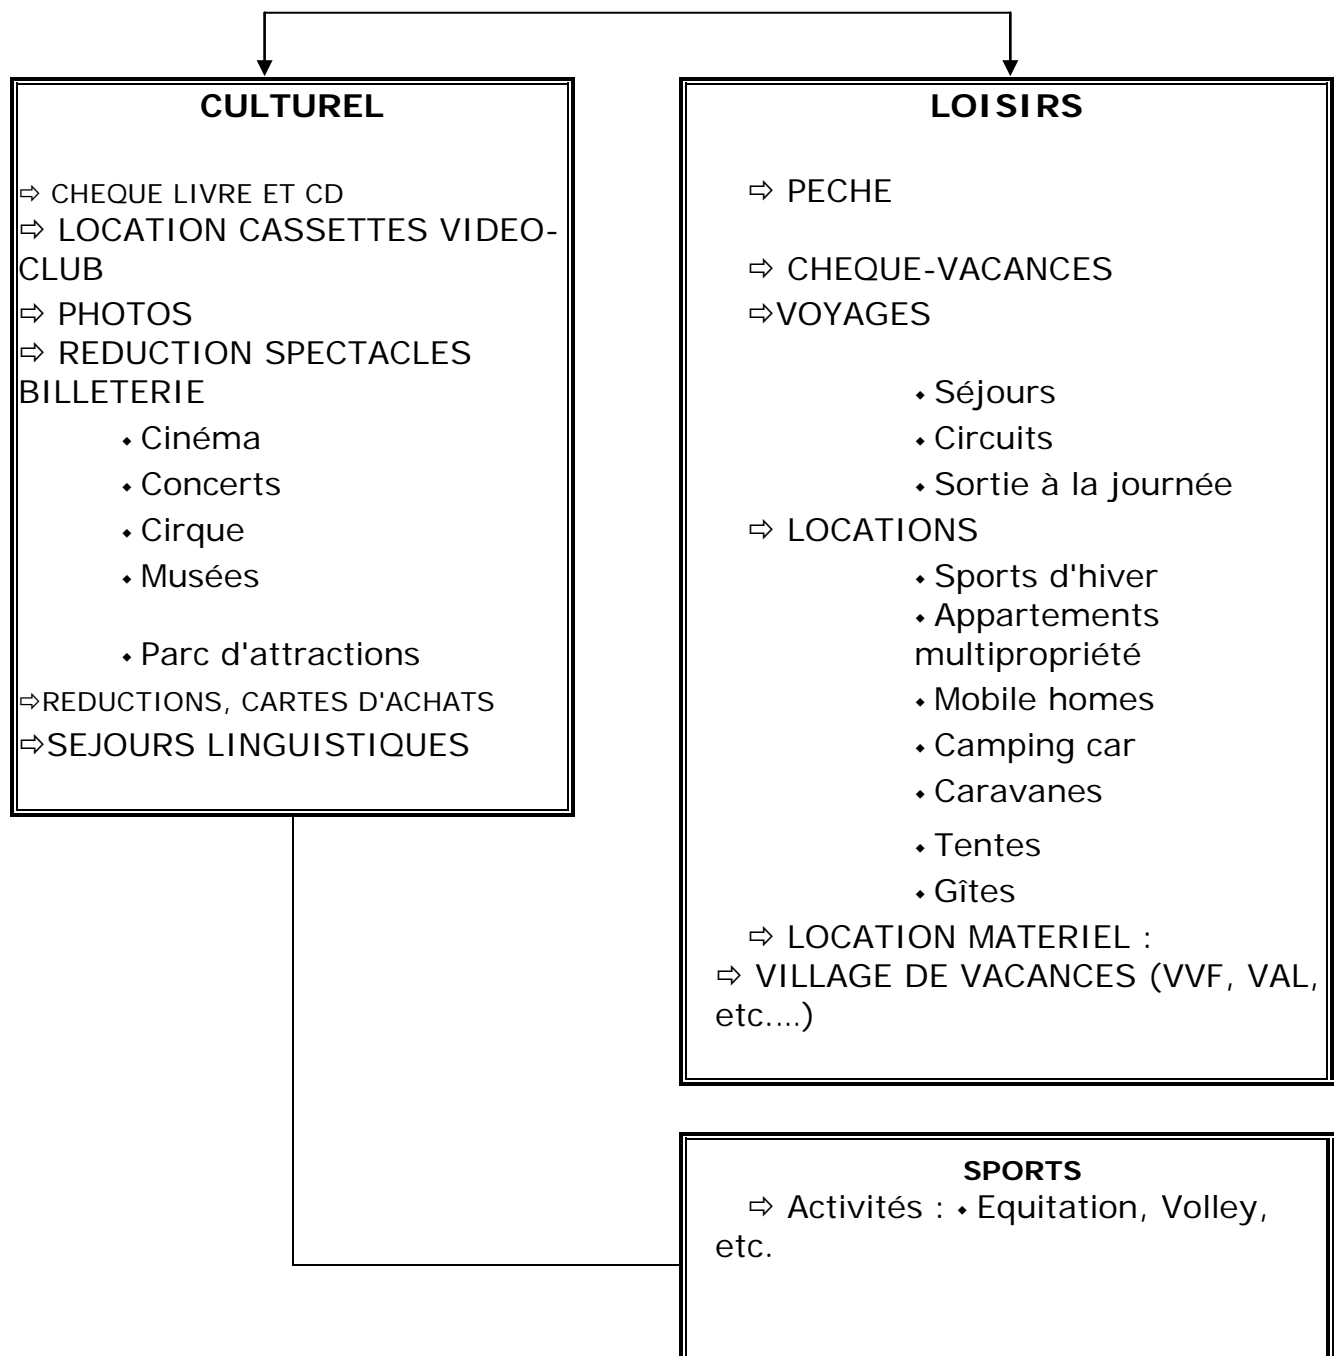 CULTUREL
⇨ CHEQUE LIVRE ET CD
⇨ LOCATION CASSETTES VIDEO-
CLUB
⇨ PHOTOS
⇨ REDUCTION SPECTACLES
BILLETERIE
⬥ Cinéma
⬥ Concerts
⬥ Cirque
⬥ Musées
⬥ Parc d'attractions
⇨REDUCTIONS, CARTES D'ACHATS
⇨SEJOURS LINGUISTIQUES
LOISIRS
⇨ PECHE
⇨ CHEQUE-VACANCES
⇨VOYAGES
⬥ Séjours
⬥ Circuits
⬥ Sortie à la journée
⇨ LOCATIONS
⬥ Sports d'hiver
⬥ Appartements
multipropriété
⬥ Mobile homes
⬥ Camping car
⬥ Caravanes
⬥ Tentes
⬥ Gîtes
⇨ LOCATION MATERIEL :
⇨ VILLAGE DE VACANCES (VVF, VAL,
etc....)
SPORTS
⇨ Activités : ⬥ Equitation, Volley,
etc.